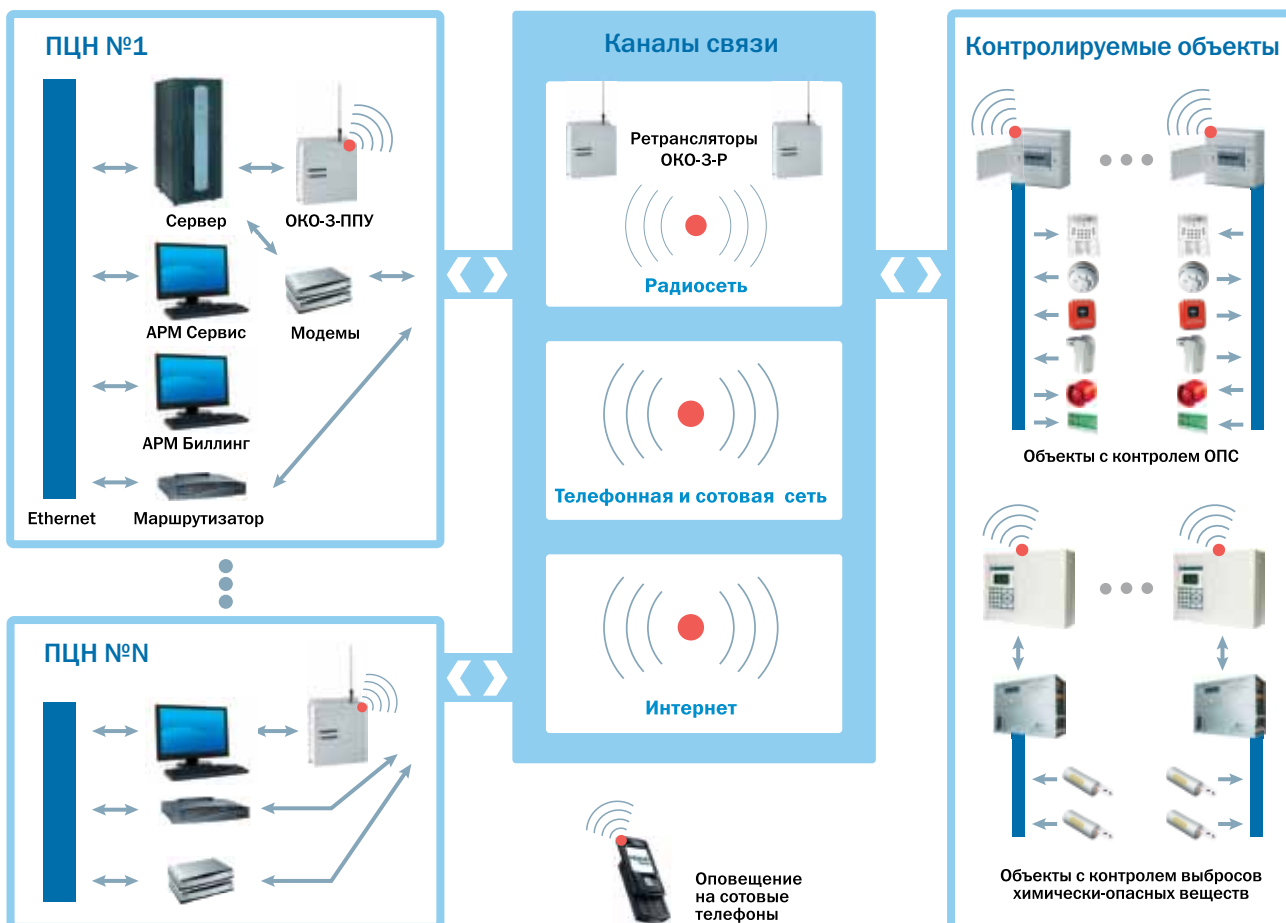 ПЦН №1
Сервер
ОКО-3-ППУ
АРМ Сервис
Модемы
АРМ Биллинг
Ethernet
Маршрутизатор
ПЦН №N
Каналы связи
Ретрансляторы
ОКО-3-Р
Радиосеть
Телефонная и сотовая сеть
Интернет
Оповещение
на сотовые
телефоны
Контролируемые объекты
Объекты с контролем ОПС
Объекты с контролем выбросов
химически-опасных веществ